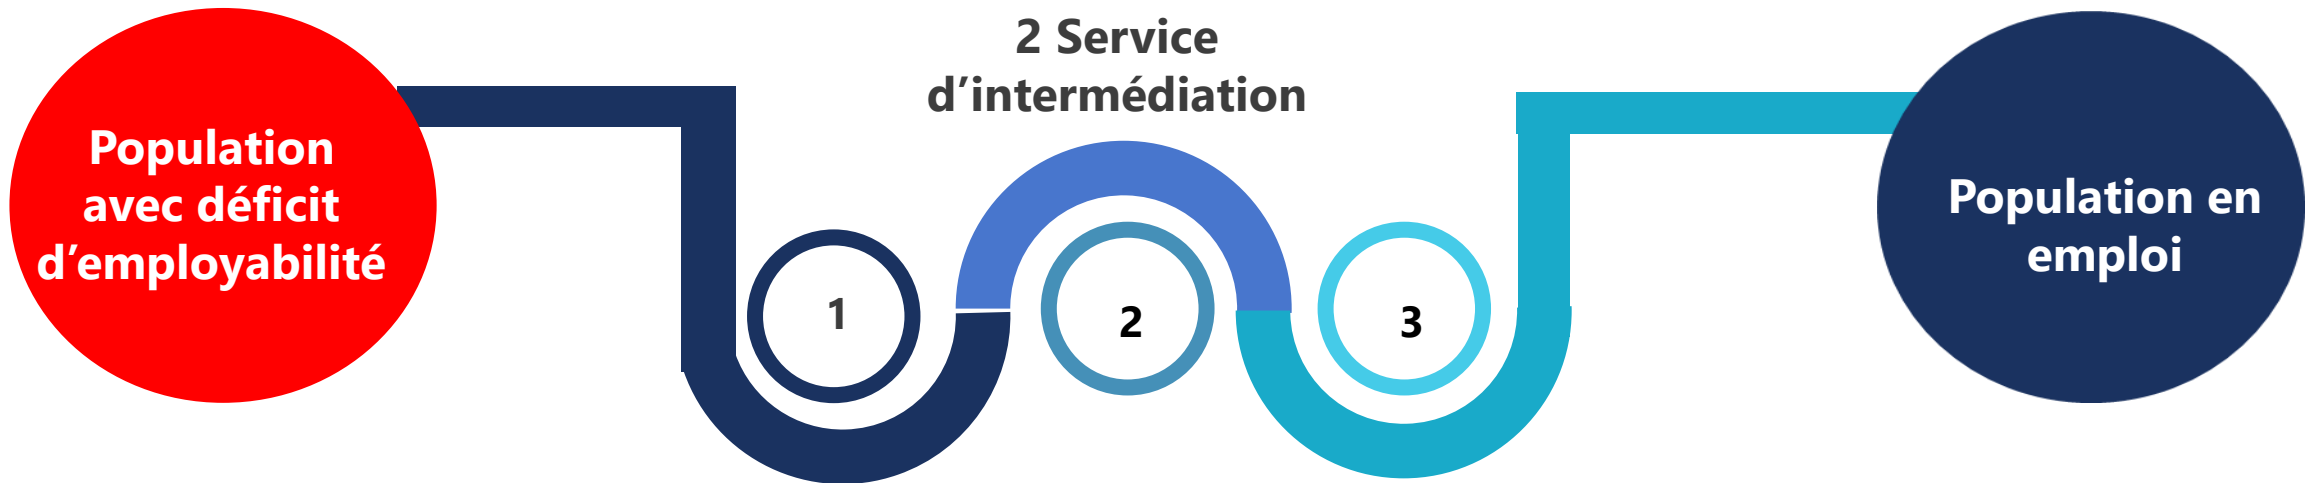 Population
avec déficit
d’employabilité
2 Service
d’intermédiation
1
2
3
Population en
emploi